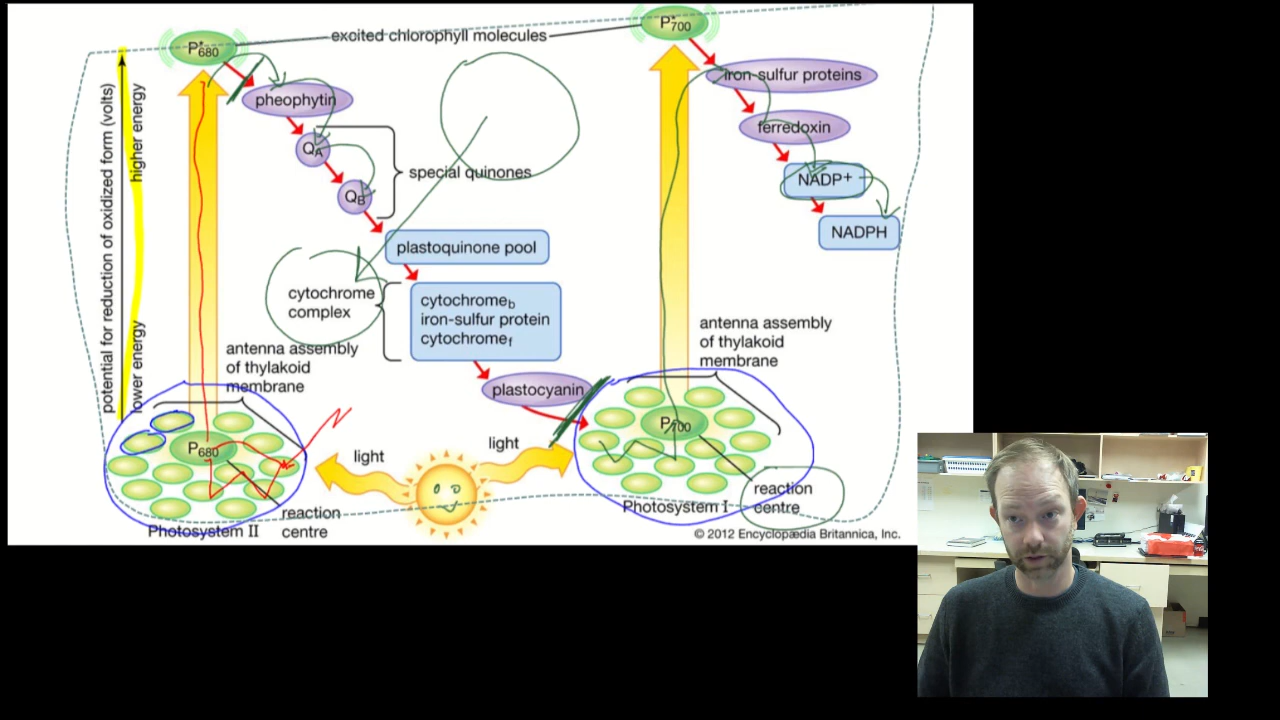 P*680
excited chlorophyll molecules
P*700
potential for reduction of oxidized form (volts)
higher energy
lower energy
pheophytin
QA
QB
special quinones
plastoquinone pool
cytochrome
complex
cytochromeb
iron-sulfur protein
cytochromef
plastocyanin
iron-sulfur proteins
ferredoxin
NADP+
NADPH
antenna assembly
of thylakoid
membrane
antenna assembly
of thylakoid
membrane
P680
P700
light
light
reaction
centre
Photosystem II
Photosystem I
reaction
centre
© 2012 Encyclopædia Britannica, Inc.